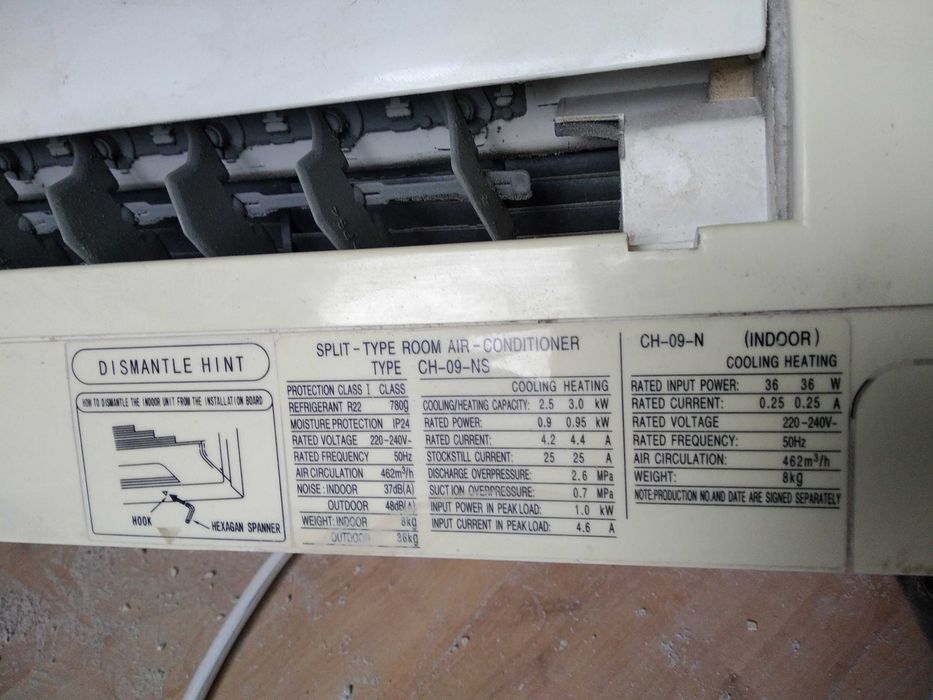 DISMANTLE HINT
HOW TO DISMANTLE THE INDOOR UNIT FROM THE INSTALLATION BOARD
HOOK
HEXAGAN SPANNER
SPLIT-TYPE ROOM AIR-CONDITIONER
TYPE CH-09-NS
PROTECTION CLASS I CLASS
REFRIGERANT R22 780g
MOISTURE PROTECTION IP24
RATED VOLTAGE 220-240V~
RATED FREQUENCY 50Hz
AIR CIRCULATION 462m³/h
NOISE: INDOOR 37dB(A)
OUTDOOR 48dB(A)
WEIGHT: INDOOR 8kg
OUTDOOR 36kg
COOLING HEATING
COOLING/HEATING CAPACITY: 2.5 3.0 kW
RATED POWER: 0.9 0.95 kW
RATED CURRENT: 4.2 4.4 A
STOCKSTILL CURRENT: 25 25 A
DISCHARGE OVERPRESSURE: 2.6 MPa
SUCTION OVERPRESSURE: 0.7 MPa
INPUT POWER IN PEAK LOAD: 1.0 kW
INPUT CURRENT IN PEAK LOAD: 4.6 A
CH-09-N (INDOOR)
COOLING HEATING
RATED INPUT POWER: 36 36 W
RATED CURRENT: 0.25 0.25 A
RATED VOLTAGE 220-240V~
RATED FREQUENCY: 50Hz
AIR CIRCULATION: 462m³/h
WEIGHT: 8kg
NOTE:PRODUCTION NO.AND DATE ARE SIGNED SEPARATELY